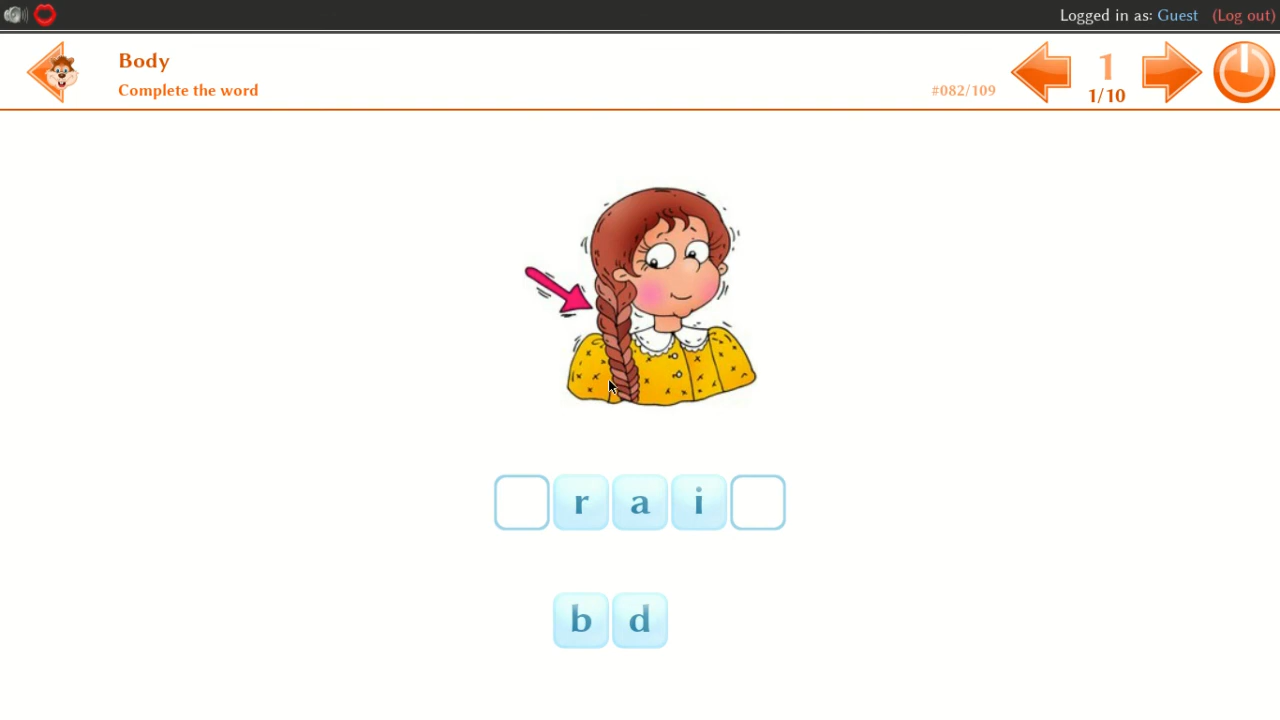 Logged in as: Guest (Log out)
Body
Complete the word
#082/109
1
1/10
r a i
b d